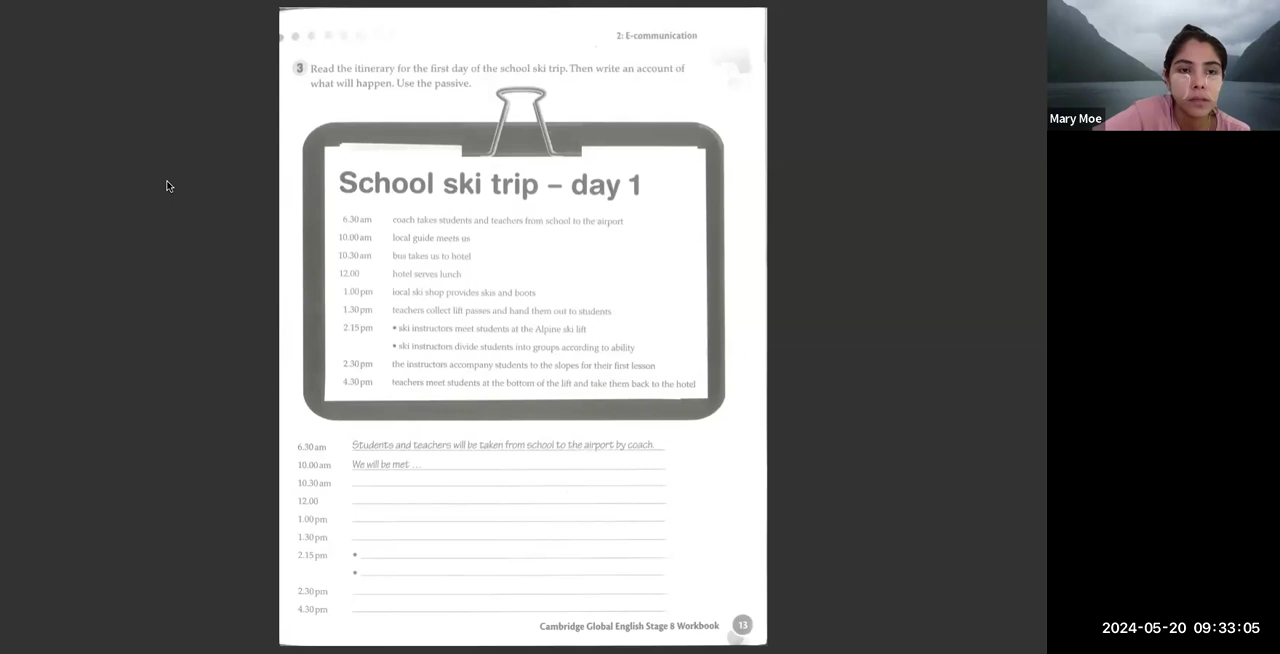 2: E-communication
3 Read the itinerary for the first day of the school ski trip. Then write an account of
what will happen. Use the passive.
School ski trip – day 1
6.30 am coach takes students and teachers from school to the airport
10.00 am local guide meets us
10.30 am bus takes us to hotel
12.00 hotel serves lunch
1.00 pm local ski shop provides skis and boots
1.30 pm teachers collect lift passes and hand them out to students
2.15 pm • ski instructors meet students at the Alpine ski lift
• ski instructors divide students into groups according to ability
2.30 pm the instructors accompany students to the slopes for their first lesson
4.30 pm teachers meet students at the bottom of the lift and take them back to the hotel
6.30 am Students and teachers will be taken from school to the airport by coach.
10.00 am We will be met ...
10.30 am
12.00
1.00 pm
1.30 pm
2.15 pm •
•
2.30 pm
4.30 pm
Cambridge Global English Stage 8 Workbook 13
Mary Moe
2024-05-20 09:33:05